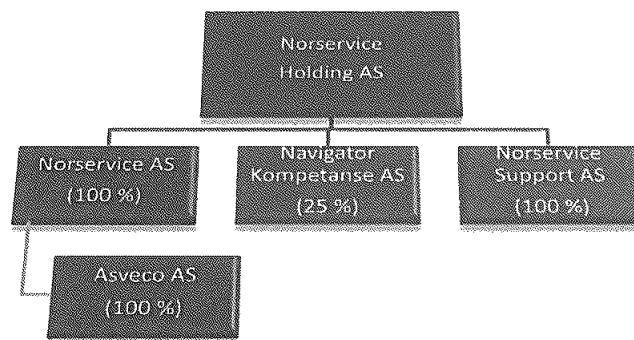 Norservice
Holding AS
Norservice AS
(100 %)
Navigator
Kompetanse AS
(25 %)
Norservice
Support AS
(100 %)
Asveco AS
(100 %)